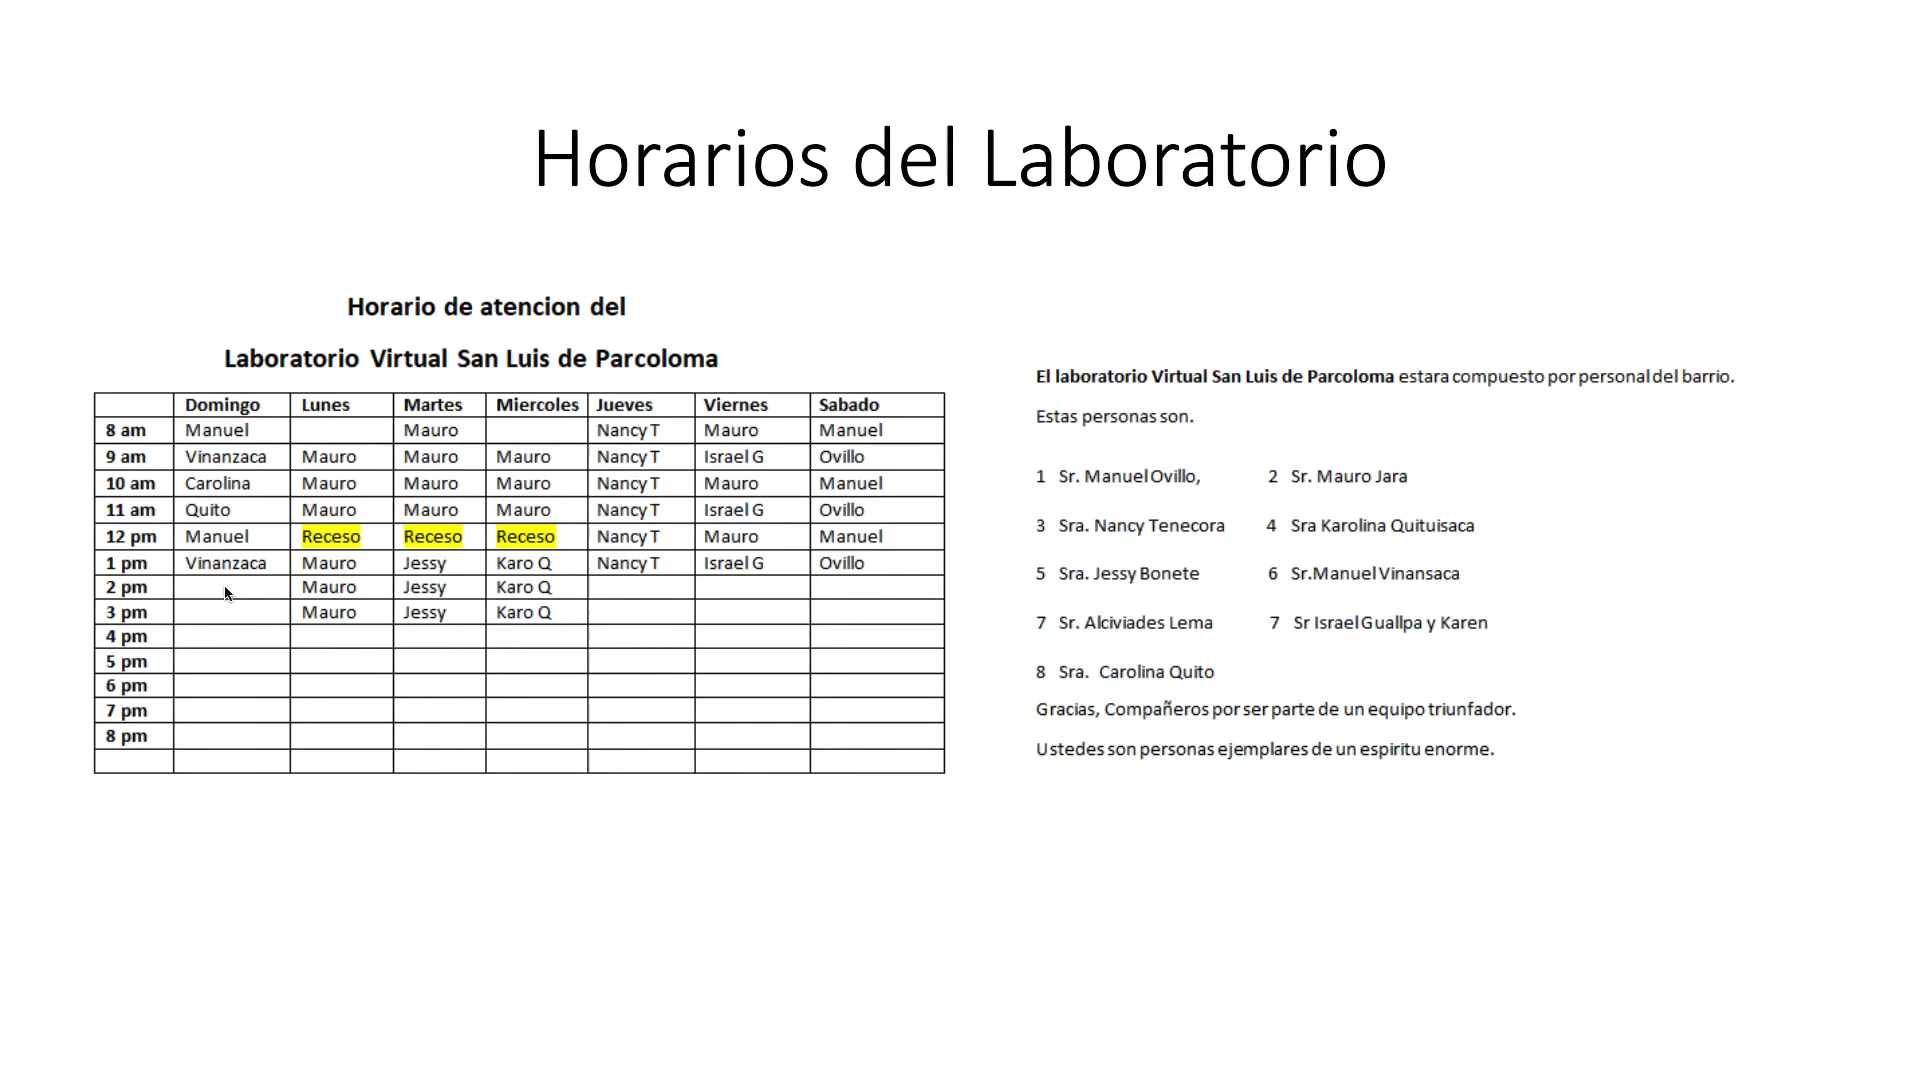 Horarios del Laboratorio
Horario de atencion del
Laboratorio Virtual San Luis de Parcoloma
Domingo Lunes Martes Miercoles Jueves Viernes Sabado
8 am Manuel Mauro Nancy T Mauro Manuel
9 am Vinanzaca Mauro Mauro Mauro Nancy T Israel G Ovillo
10 am Carolina Mauro Mauro Mauro Nancy T Mauro Manuel
11 am Quito Mauro Mauro Mauro Nancy T Israel G Ovillo
12 pm Manuel Receso Receso Receso Nancy T Mauro Manuel
1 pm Vinanzaca Mauro Jessy Karo Q Nancy T Israel G Ovillo
2 pm Mauro Jessy Karo Q
3 pm Mauro Jessy Karo Q
4 pm
5 pm
6 pm
7 pm
8 pm
El laboratorio Virtual San Luis de Parcoloma estara compuesto por personal del barrio.
Estas personas son.
1 Sr. Manuel Ovillo, 2 Sr. Mauro Jara
3 Sra. Nancy Tenecora 4 Sra Karolina Quituisaca
5 Sra. Jessy Bonete 6 Sr.Manuel Vinansaca
7 Sr. Alciviades Lema 7 Sr Israel Guallpa y Karen
8 Sra. Carolina Quito
Gracias, Compañeros por ser parte de un equipo triunfador.
Ustedes son personas ejemplares de un espiritu enorme.